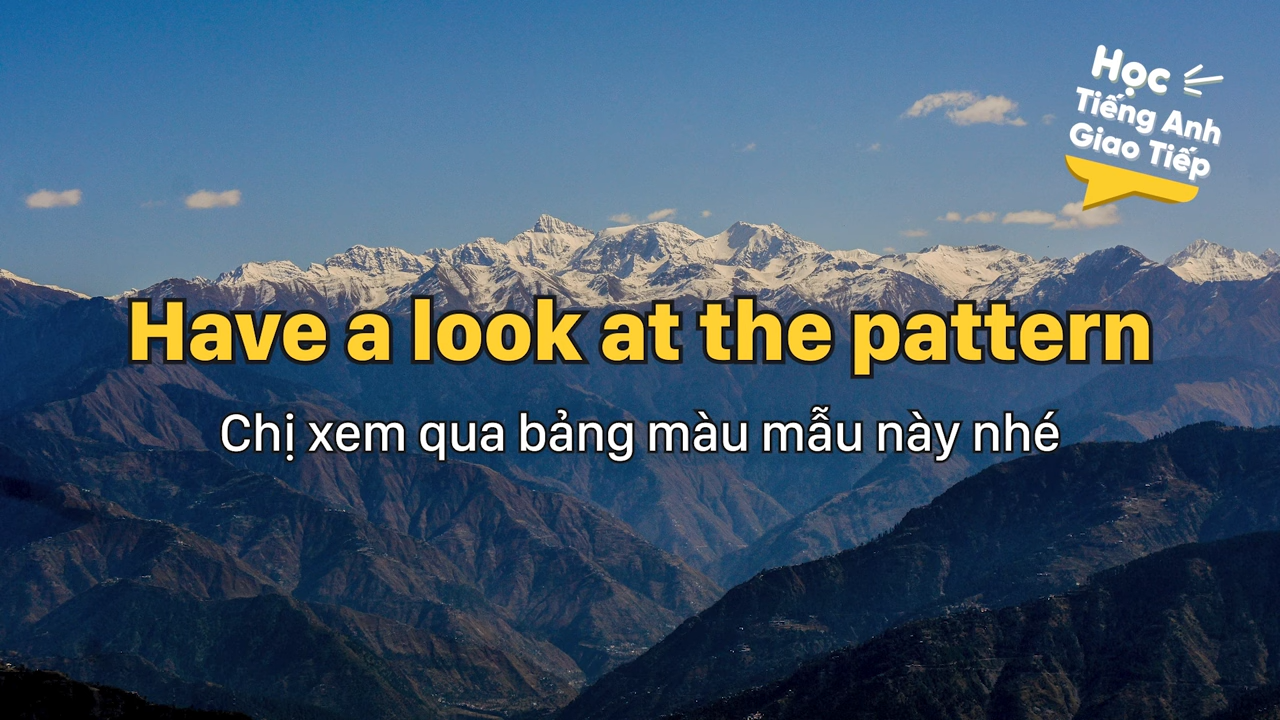 Học
Tiếng Anh
Giao Tiếp
Have a look at the pattern
Chị xem qua bảng màu mẫu này nhé